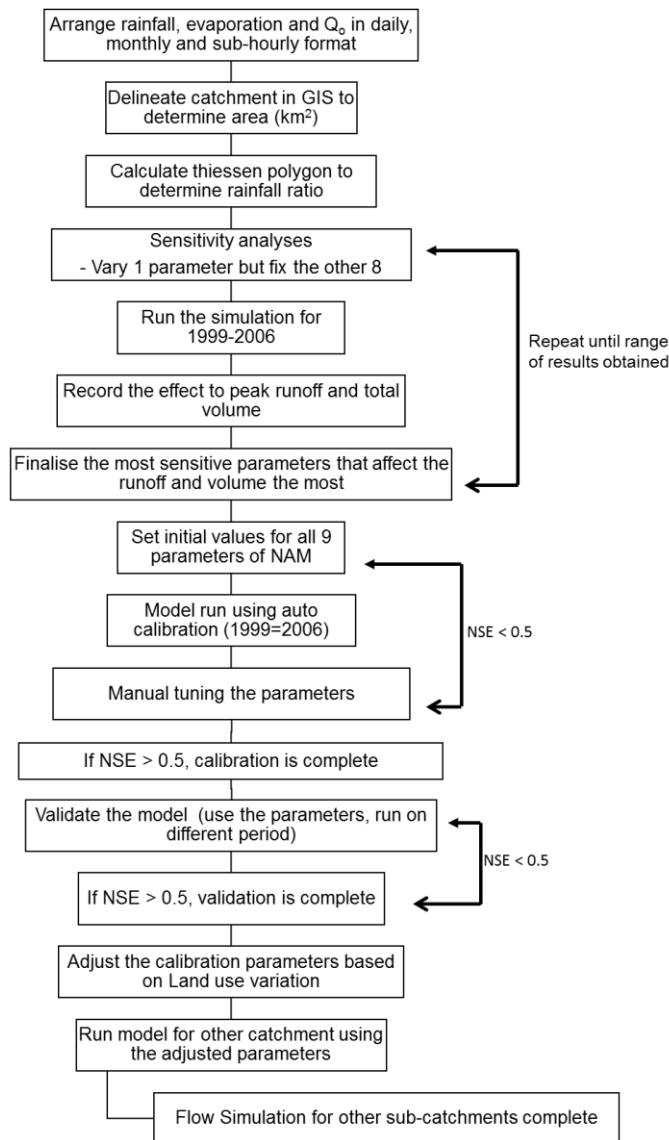 Arrange rainfall, evaporation and Qo in daily,
monthly and sub-hourly format
Delineate catchment in GIS to
determine area (km²)
Calculate thiessen polygon to
determine rainfall ratio
Sensitivity analyses
- Vary 1 parameter but fix the other 8
Run the simulation for
1999-2006
Repeat until range
of results obtained
Record the effect to peak runoff and total
volume
Finalise the most sensitive parameters that affect the
runoff and volume the most
Set initial values for all 9
parameters of NAM
Model run using auto
calibration (1999=2006)
NSE < 0.5
Manual tuning the parameters
If NSE > 0.5, calibration is complete
Validate the model (use the parameters, run on
different period)
NSE < 0.5
If NSE > 0.5, validation is complete
Adjust the calibration parameters based
on Land use variation
Run model for other catchment using
the adjusted parameters
Flow Simulation for other sub-catchments complete